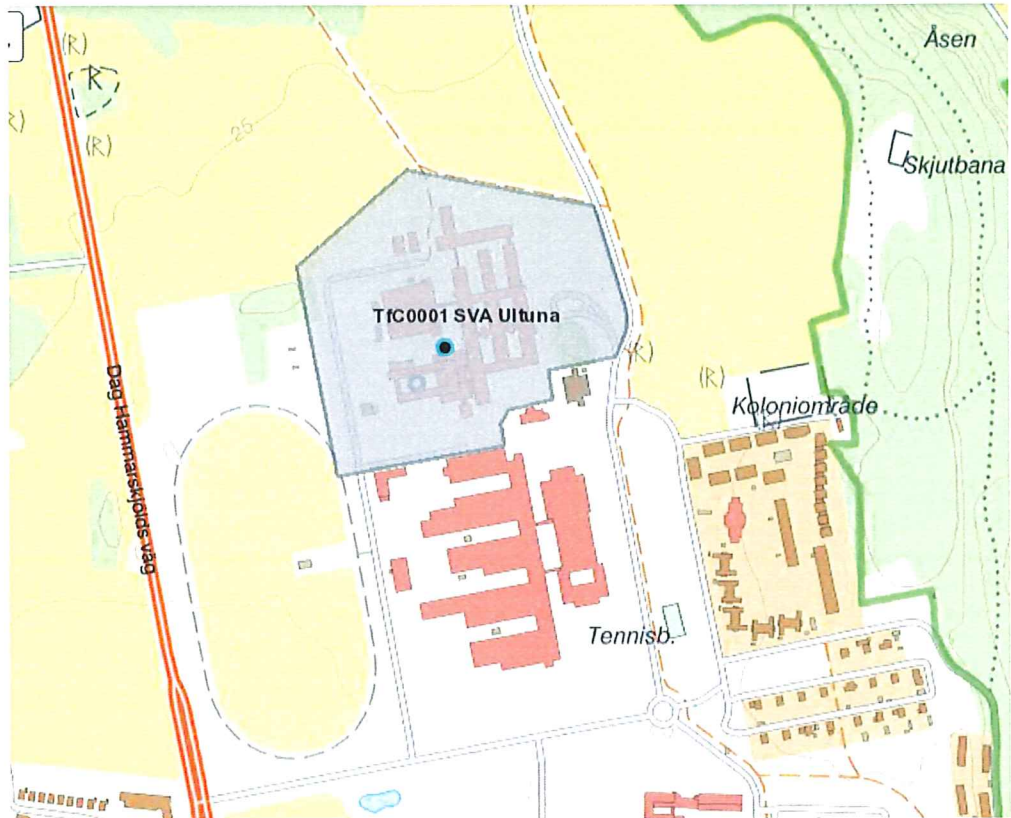 Åsen
(R)
R
(R)
25
Skjutbana
TfC0001 SVA Ultuna
(R)
(R)
Koloniområde
Dag Hammarskjölds väg
Tennisb.